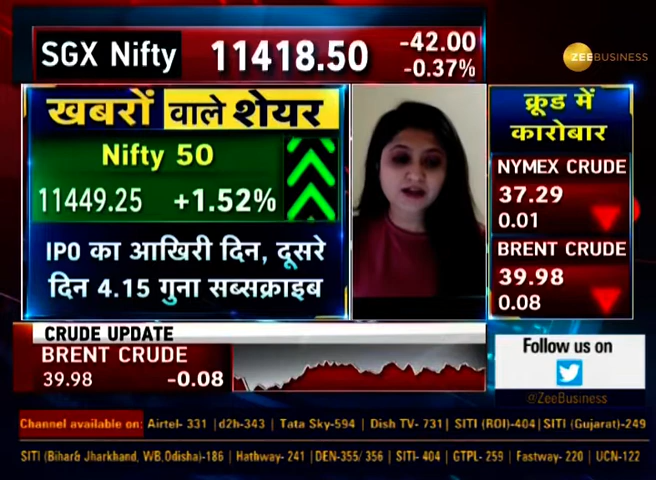 SGX Nifty 11418.50 -42.00
-0.37%
ZEEBUSINESS
खबरों वाले शेयर
Nifty 50
11449.25 +1.52%
IPO का आखिरी दिन, दूसरे
दिन 4.15 गुना सब्सक्राइब
क्रूड में
कारोबार
NYMEX CRUDE
37.29
0.01
BRENT CRUDE
39.98
0.08
CRUDE UPDATE
BRENT CRUDE
39.98 -0.08
Follow us on
@ZeeBusiness
Channel available on: Airtel- 331 | d2h-343 | Tata Sky-594 | Dish TV- 731 | SITI (ROI)-404 | SITI (Gujarat)-249
SITI (Bihar& Jharkhand, WB,Odisha)-186 | Hathway- 241 | DEN-355/ 356 | SITI- 404 | GTPL- 259 | Fastway- 220 | UCN-122